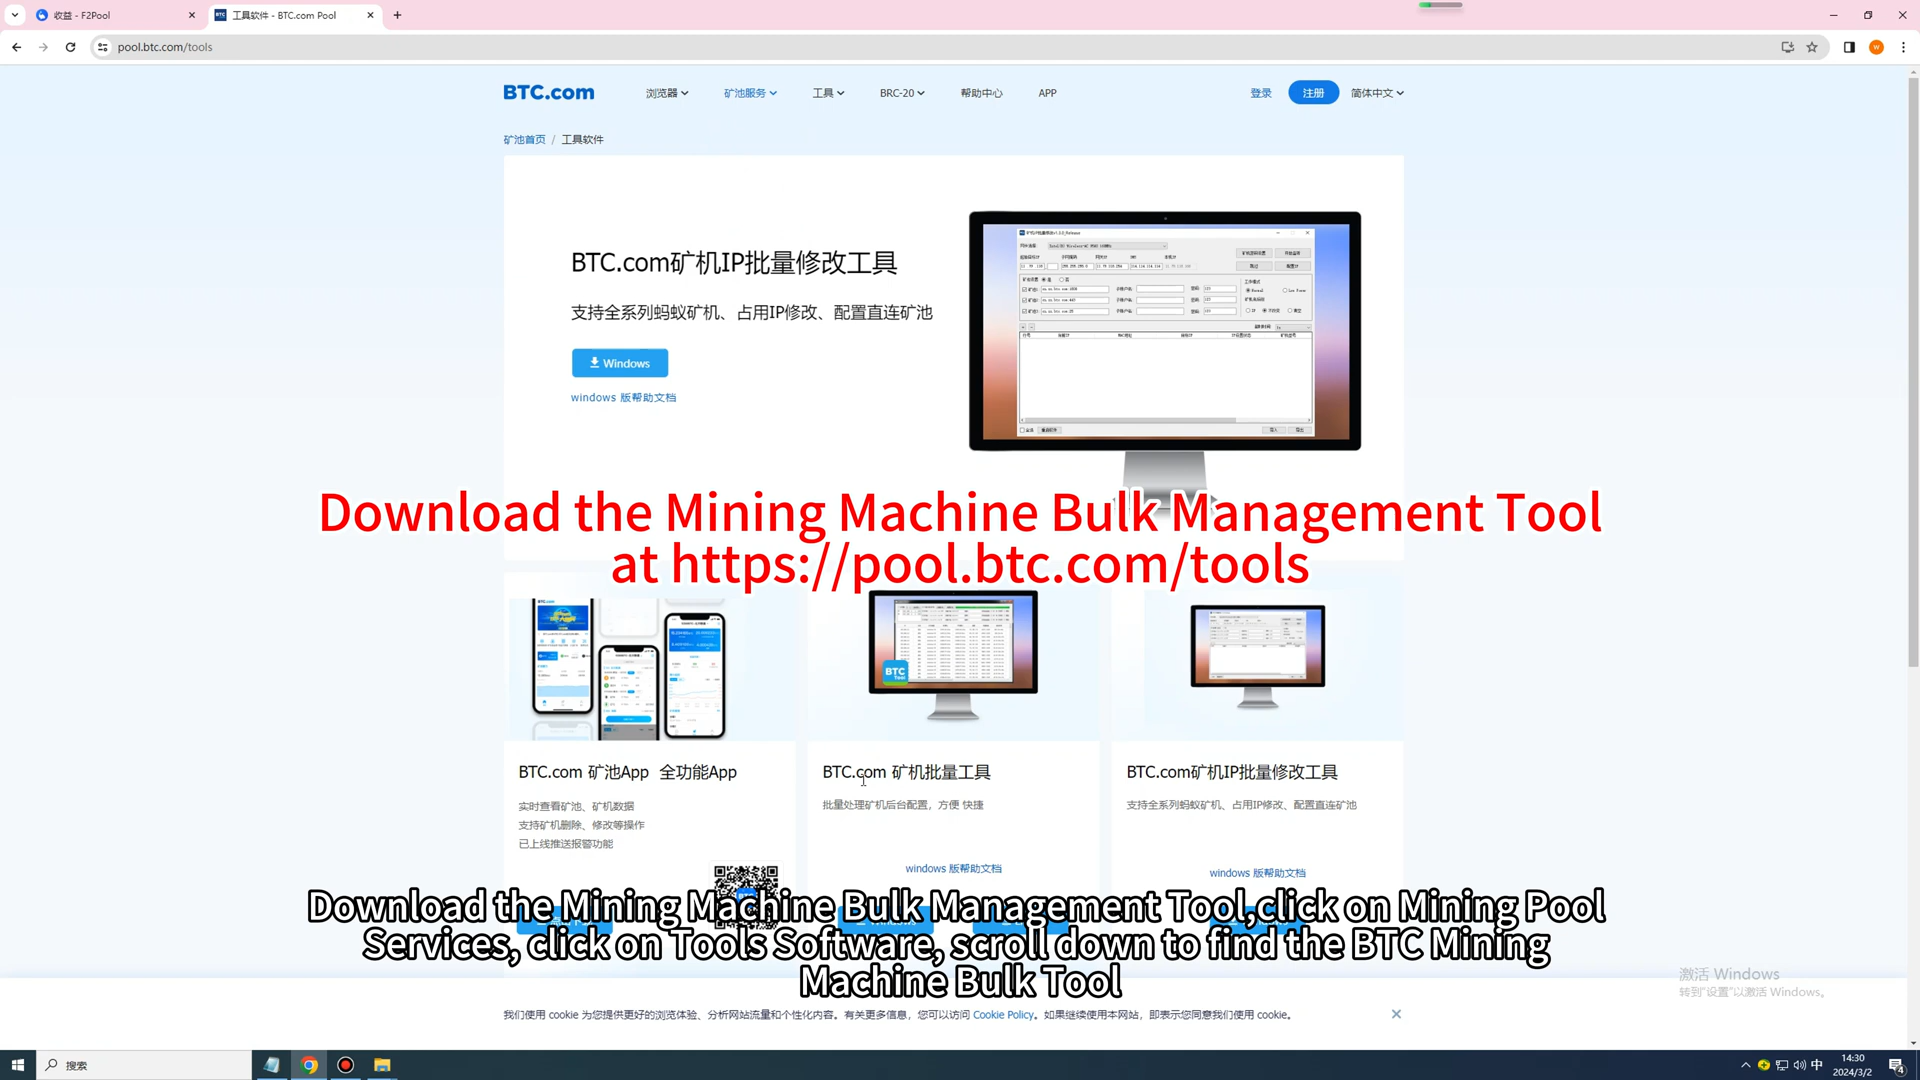 收益 - F2Pool
工具软件 - BTC.com Pool
pool.btc.com/tools
BTC.com
浏览器
矿池服务
工具
BRC-20
帮助中心
APP
登录
注册
简体中文
矿池首页 / 工具软件
BTC.com矿机IP批量修改工具
支持全系列蚂蚁矿机、占用IP修改、配置直连矿池
Windows
windows 版帮助文档
Download the Mining Machine Bulk Management Tool
at https://pool.btc.com/tools
BTC.com 矿池App 全功能App
实时查看矿池、矿机数据
支持矿机删除、修改等操作
已上线推送报警功能
BTC.com 矿机批量工具
批量处理矿机后台配置，方便 快捷
windows 版帮助文档
BTC.com矿机IP批量修改工具
支持全系列蚂蚁矿机、占用IP修改、配置直连矿池
windows 版帮助文档
Download the Mining Machine Bulk Management Tool,click on Mining Pool
Services, click on Tools Software, scroll down to find the BTC Mining
Machine Bulk Tool
激活 Windows
转到"设置"以激活 Windows。
我们使用 cookie 为您提供更好的浏览体验、分析网站流量和个性化内容。有关更多信息，您可以访问 Cookie Policy。如果继续使用本网站，即表示您同意我们使用 cookie。
搜索
中
14:30
2024/3/2